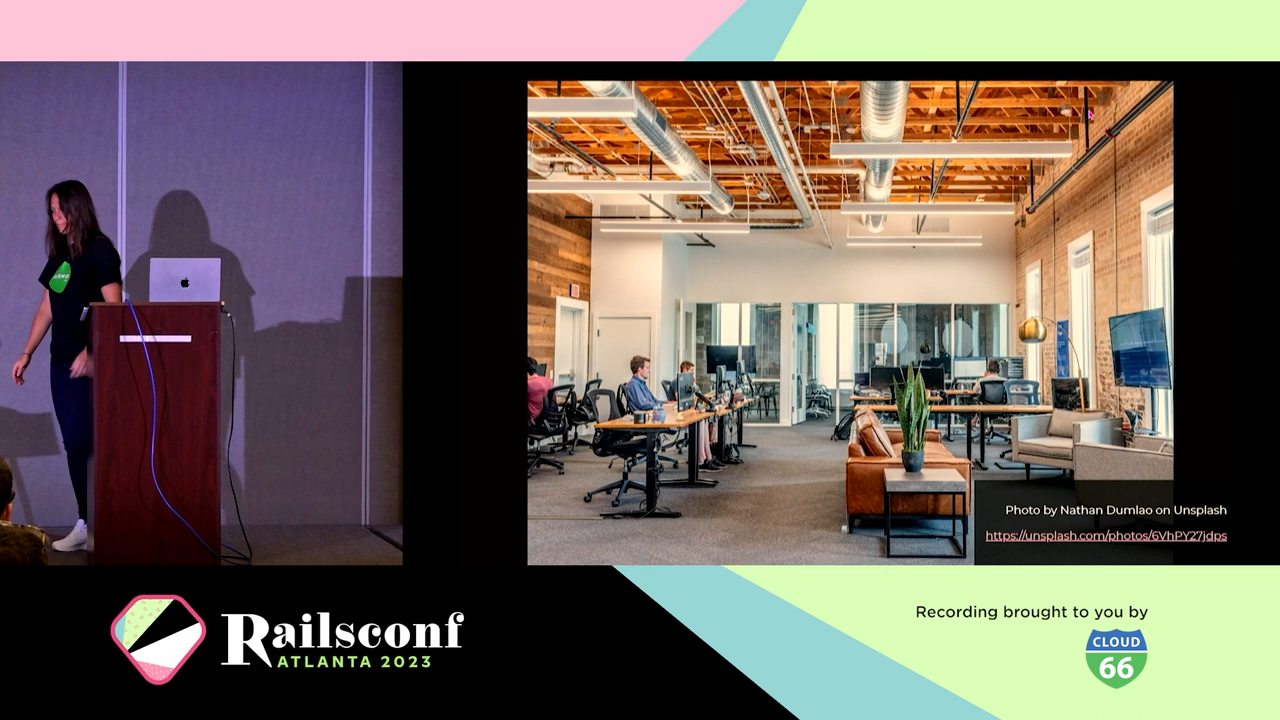 Photo by Nathan Dumlao on Unsplash
https://unsplash.com/photos/6VhPY27jdps
Railsconf
ATLANTA 2023
Recording brought to you by
CLOUD
66